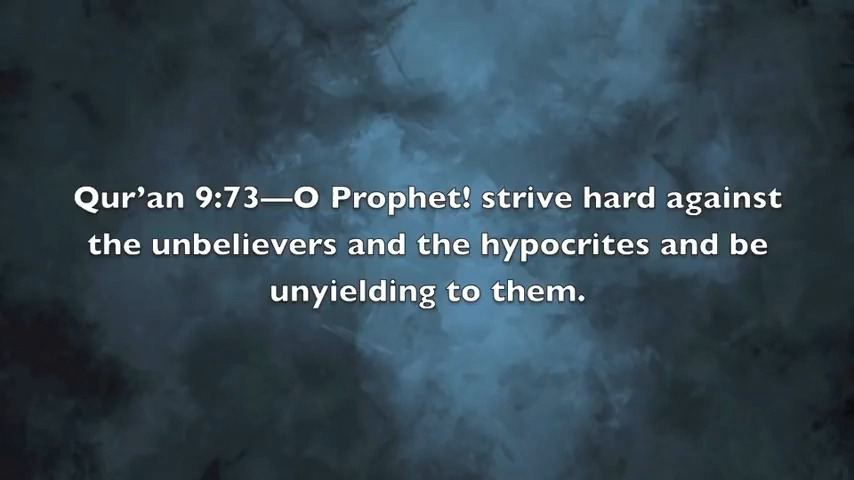 Qur’an 9:73—O Prophet! strive hard against
the unbelievers and the hypocrites and be
unyielding to them.